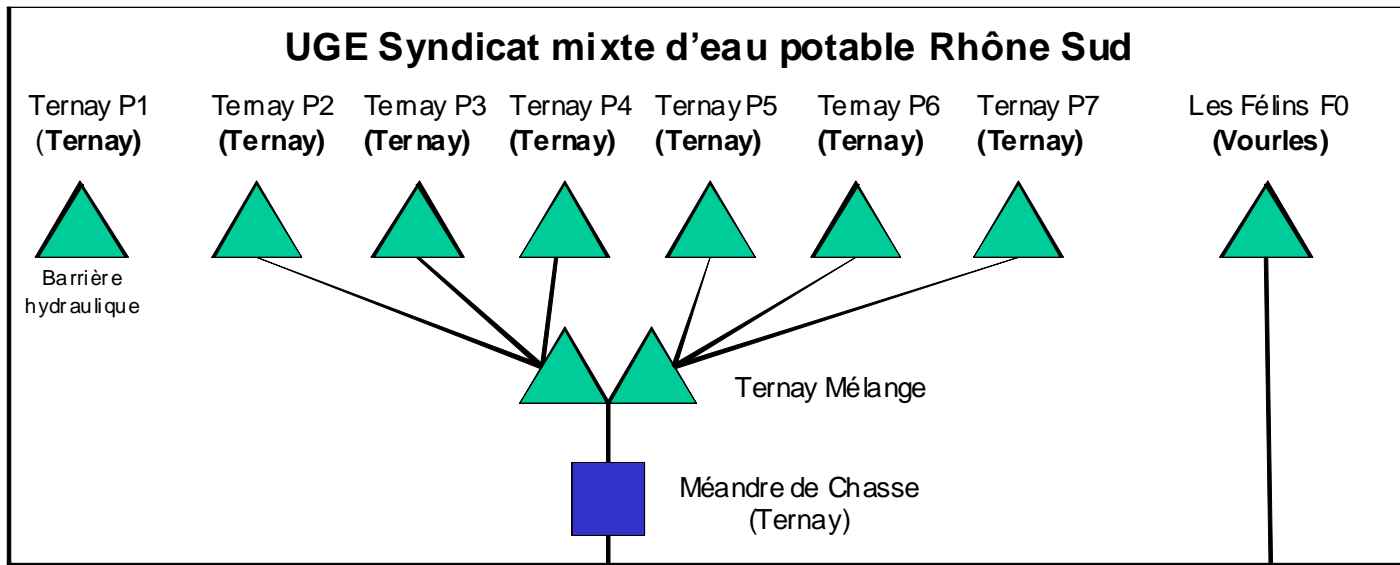 UGE Syndicat mixte d'eau potable Rhône Sud
Ternay P1
(Ternay)
Ternay P2
(Ternay)
Ternay P3
(Ternay)
Ternay P4
(Ternay)
Ternay P5
(Ternay)
Ternay P6
(Ternay)
Ternay P7
(Ternay)
Les Félins F0
(Vourles)
Barrière
hydraulique
Ternay Mélange
Méandre de Chasse
(Ternay)